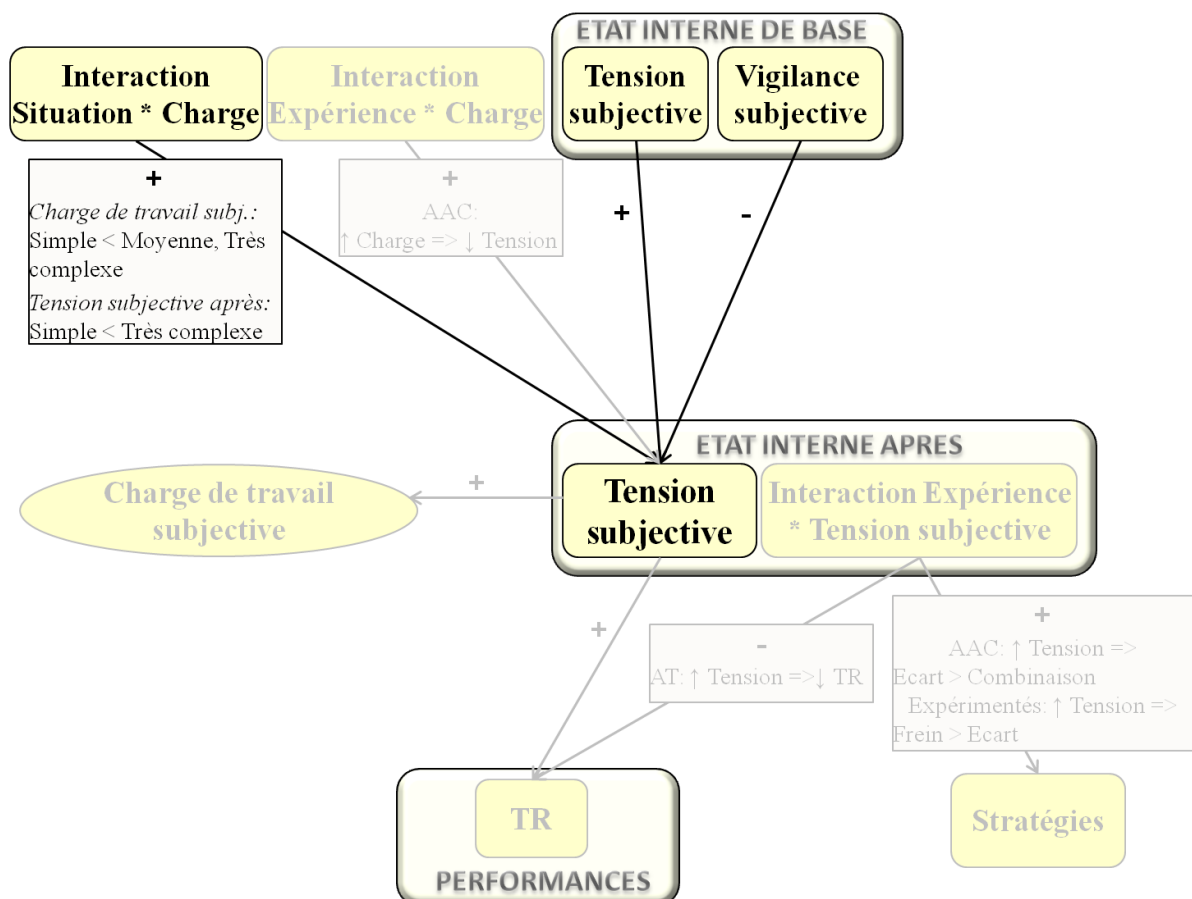 ETAT INTERNE DE BASE
Interaction
Situation * Charge
Interaction
Expérience * Charge
Tension
subjective
Vigilance
subjective
+
Charge de travail subj.:
Simple < Moyenne, Très
complexe
Tension subjective après:
Simple < Très complexe
+
AAC:
↑ Charge => ↓ Tension
+
-
ETAT INTERNE APRES
Charge de travail
subjective
+
Tension
subjective
Interaction Expérience
* Tension subjective
+
-
AT: ↑ Tension =>↓ TR
+
AAC: ↑ Tension =>
Ecart > Combinaison
Expérimentés: ↑ Tension =>
Frein > Ecart
TR
PERFORMANCES
Stratégies